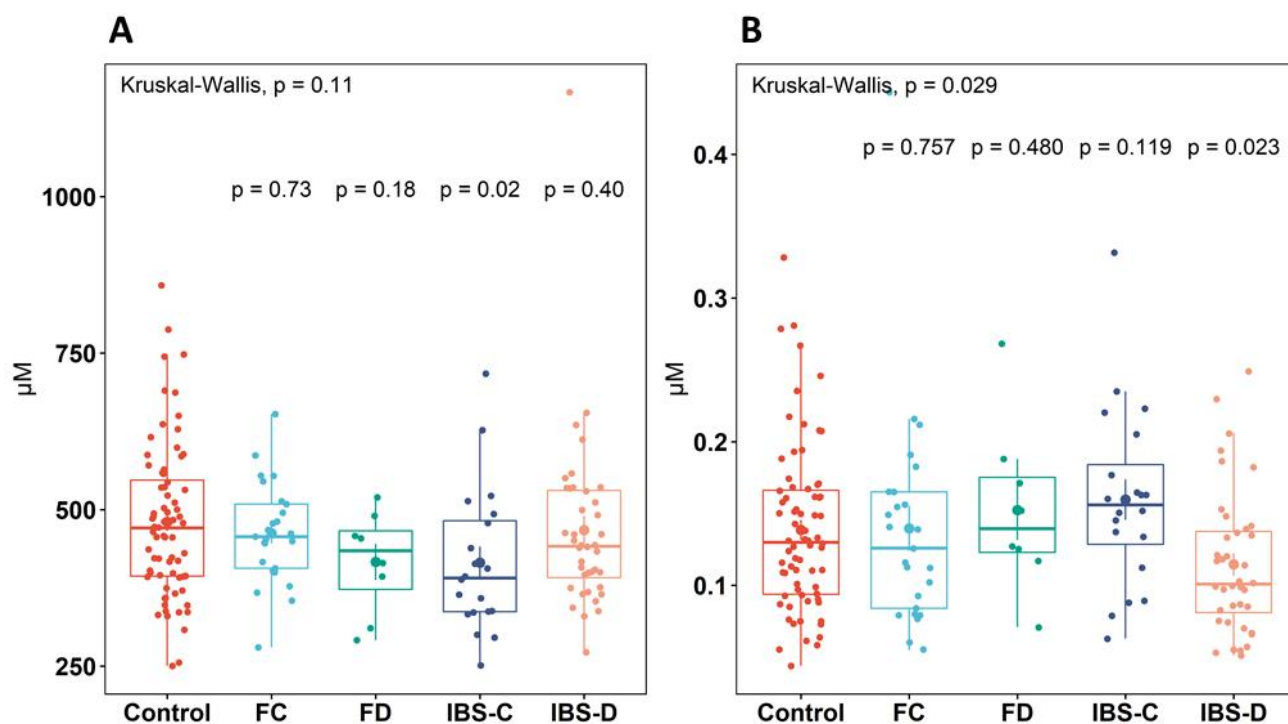 A
Kruskal-Wallis, p = 0.11
p = 0.73 p = 0.18 p = 0.02 p = 0.40
1000
750
500
250
μM
Control FC FD IBS-C IBS-D
B
Kruskal-Wallis, p = 0.029
p = 0.757 p = 0.480 p = 0.119 p = 0.023
0.4
0.3
0.2
0.1
μM
Control FC FD IBS-C IBS-D